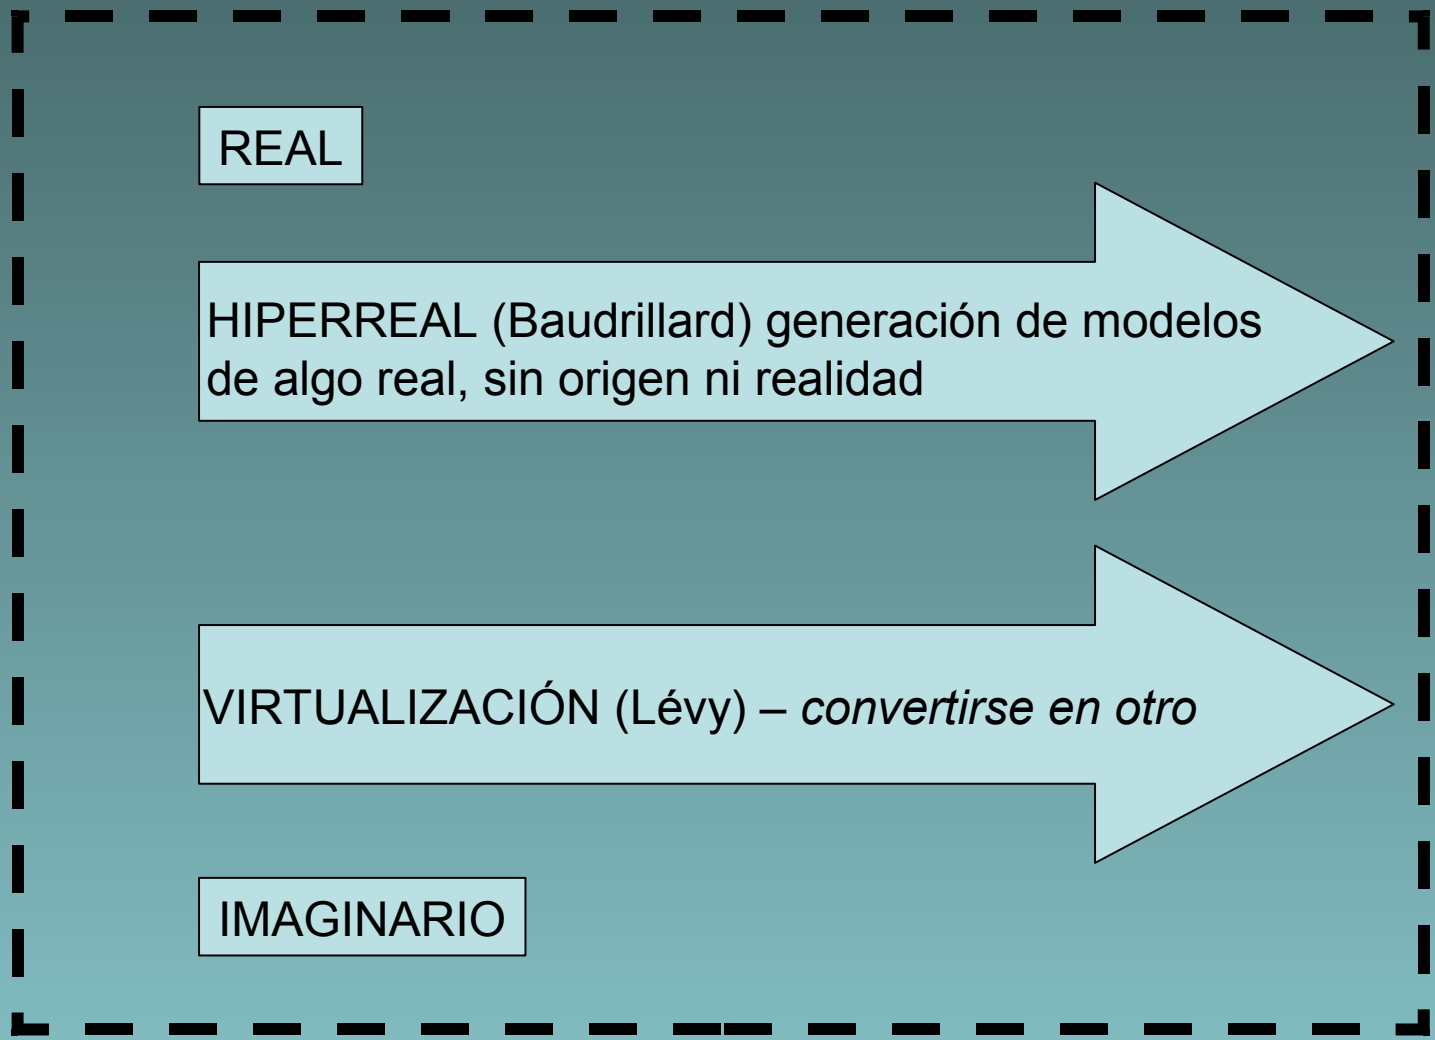 REAL
HIPERREAL (Baudrillard) generación de modelos
de algo real, sin origen ni realidad
VIRTUALIZACIÓN (Lévy) – convertirse en otro
IMAGINARIO